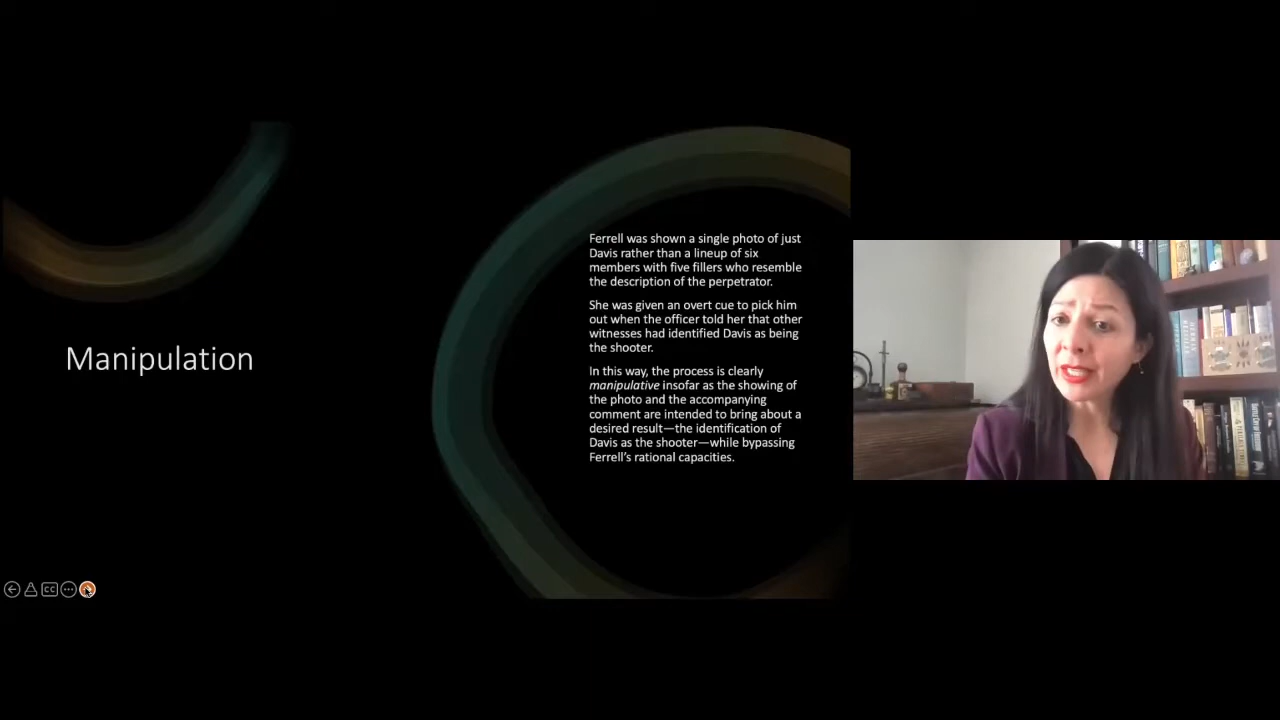 Manipulation
Ferrell was shown a single photo of just
Davis rather than a lineup of six
members with five fillers who resemble
the description of the perpetrator.
She was given an overt cue to pick him
out when the officer told her that other
witnesses had identified Davis as being
the shooter.
In this way, the process is clearly
manipulative insofar as the showing of
the photo and the accompanying
comment are intended to bring about a
desired result—the identification of
Davis as the shooter—while bypassing
Ferrell's rational capacities.
CC